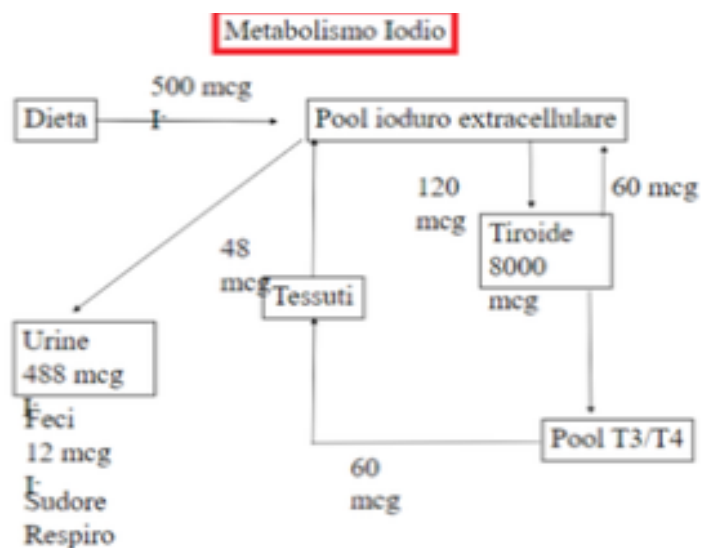 Metabolismo Iodio
500 mcg
I-
Dieta
Pool ioduro extracellulare
120
mcg
60 mcg
Tiroide
8000
mcg
48
mcg
Tessuti
Urine
488 mcg
I-
Feci
12 mcg
I-
Sudore
Respiro
Pool T3/T4
60
mcg